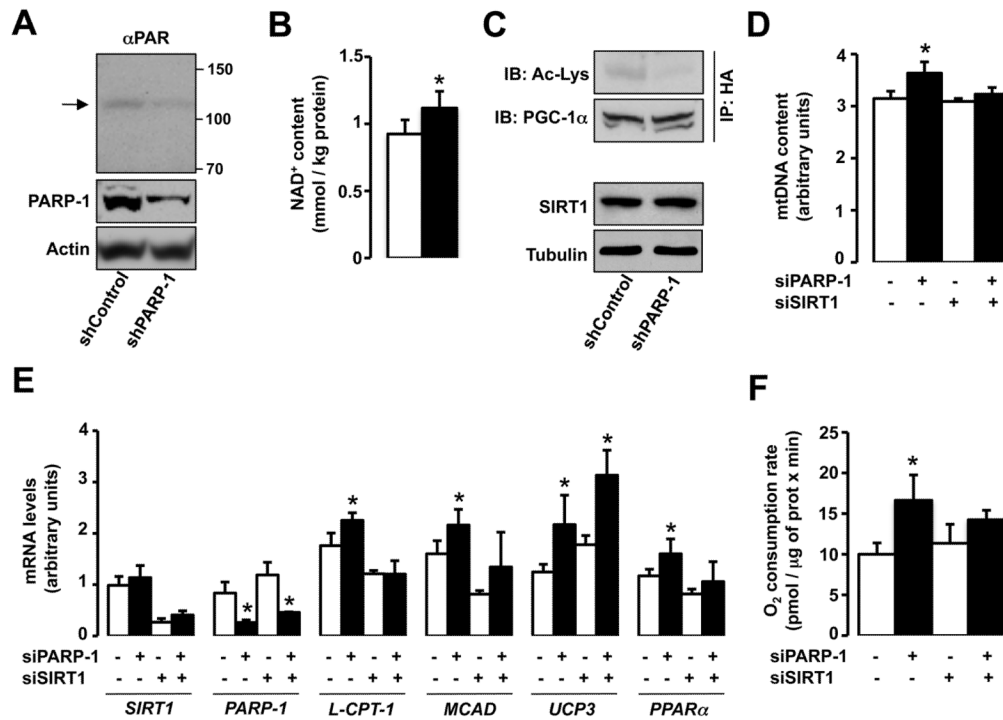 A
αPAR
150
100
70
PARP-1
Actin
shControl
shPARP-1
B
NAD+ content
(mmol / kg protein)
1.5
1
0.5
0
*
C
IB: Ac-Lys
IB: PGC-1α
IP: HA
SIRT1
Tubulin
shControl
shPARP-1
D
mtDNA content
(arbitrary units)
4
3
2
1
0
*
siPARP-1 - + - +
siSIRT1 - - + +
E
mRNA levels
(arbitrary units)
4
3
2
1
0
* * * * * * *
siPARP-1 - + - + - + - + - + - + - + - + - + - + - + - +
siSIRT1 - - + + - - + + - - + + - - + + - - + + - - + +
SIRT1 PARP-1 L-CPT-1 MCAD UCP3 PPARα
F
O2 consumption rate
(pmol / μg of prot x min)
25
20
15
10
5
0
*
siPARP-1 - + - +
siSIRT1 - - + +